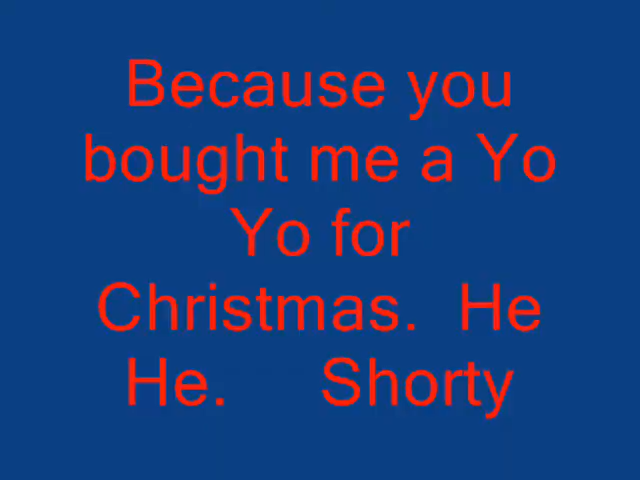 Because you
bought me a Yo
Yo for
Christmas.  He
He.     Shorty